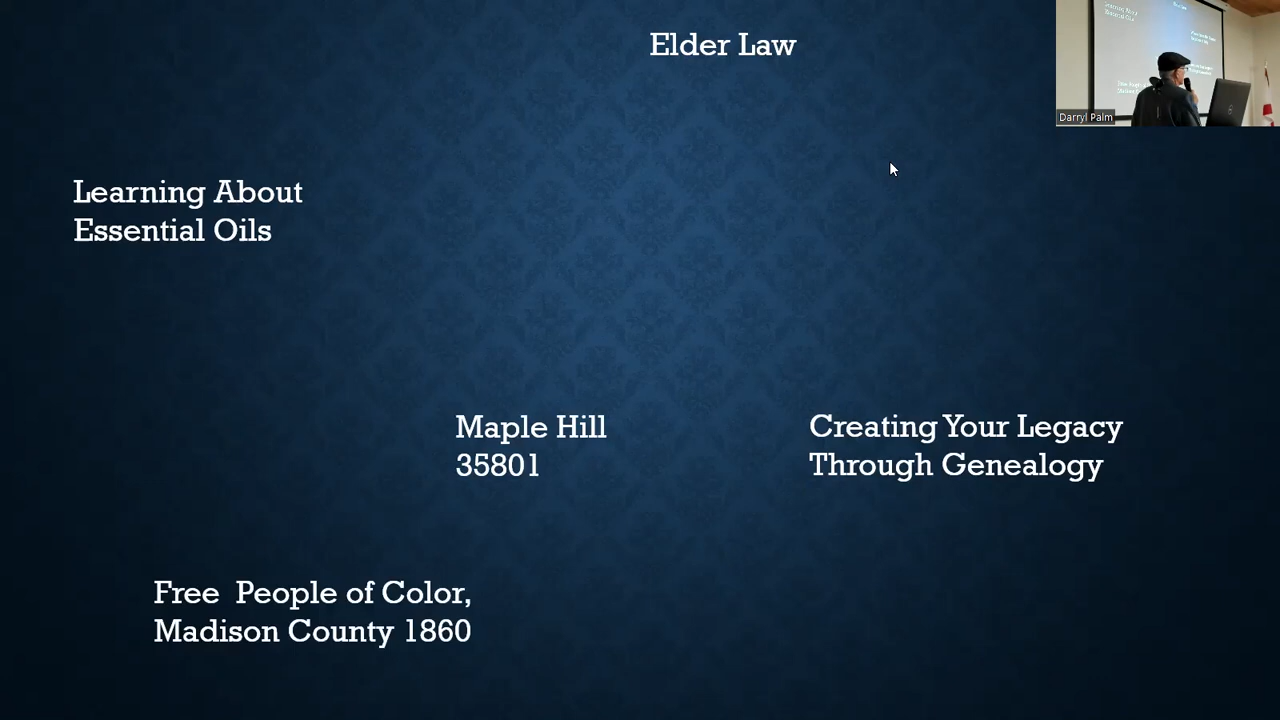 Elder Law
Darryl Palm
Learning About
Essential Oils
Maple Hill
35801
Creating Your Legacy
Through Genealogy
Free  People of Color,
Madison County 1860